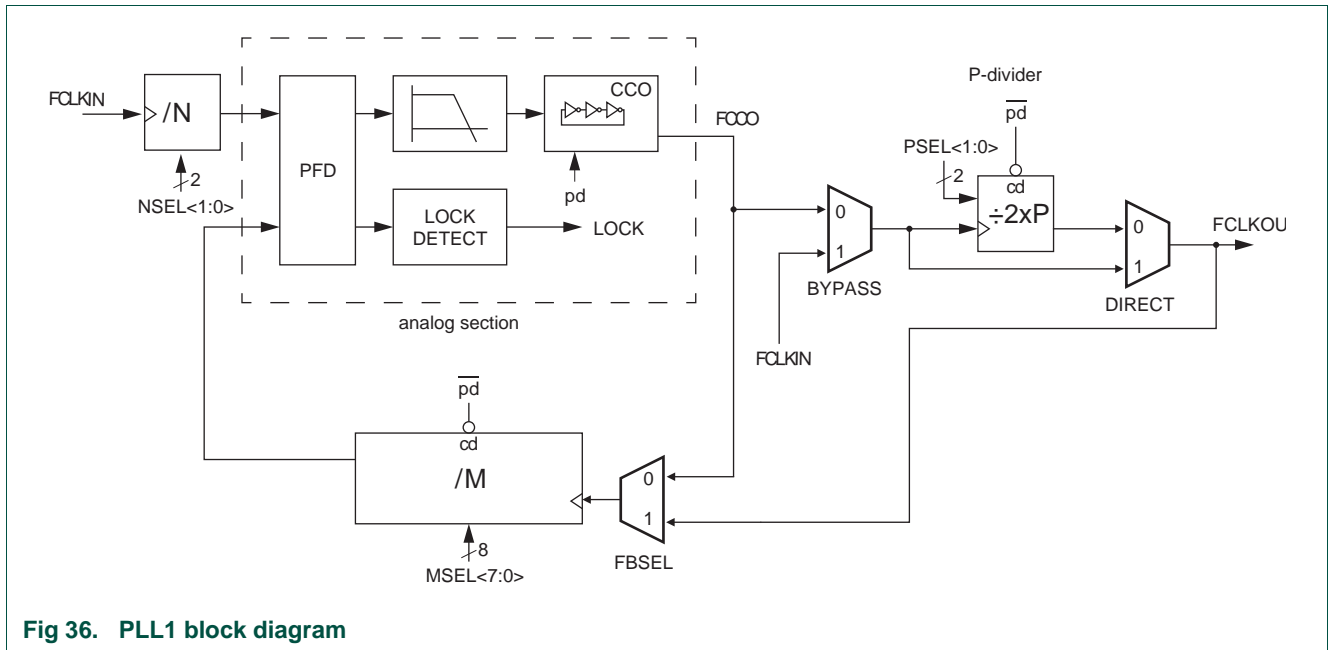 P-divider
CCO
FCLKIN
/N
FCCO
pd
PSEL<1:0>
2
PFD
2
pd
cd
NSEL<1:0>
÷2xP
0
0
FCLKOU
LOCK
DETECT
LOCK
1
1
BYPASS
DIRECT
analog section
FCLKIN
pd
cd
/M
0
1
8
FBSEL
MSEL<7:0>
Fig 36. PLL1 block diagram